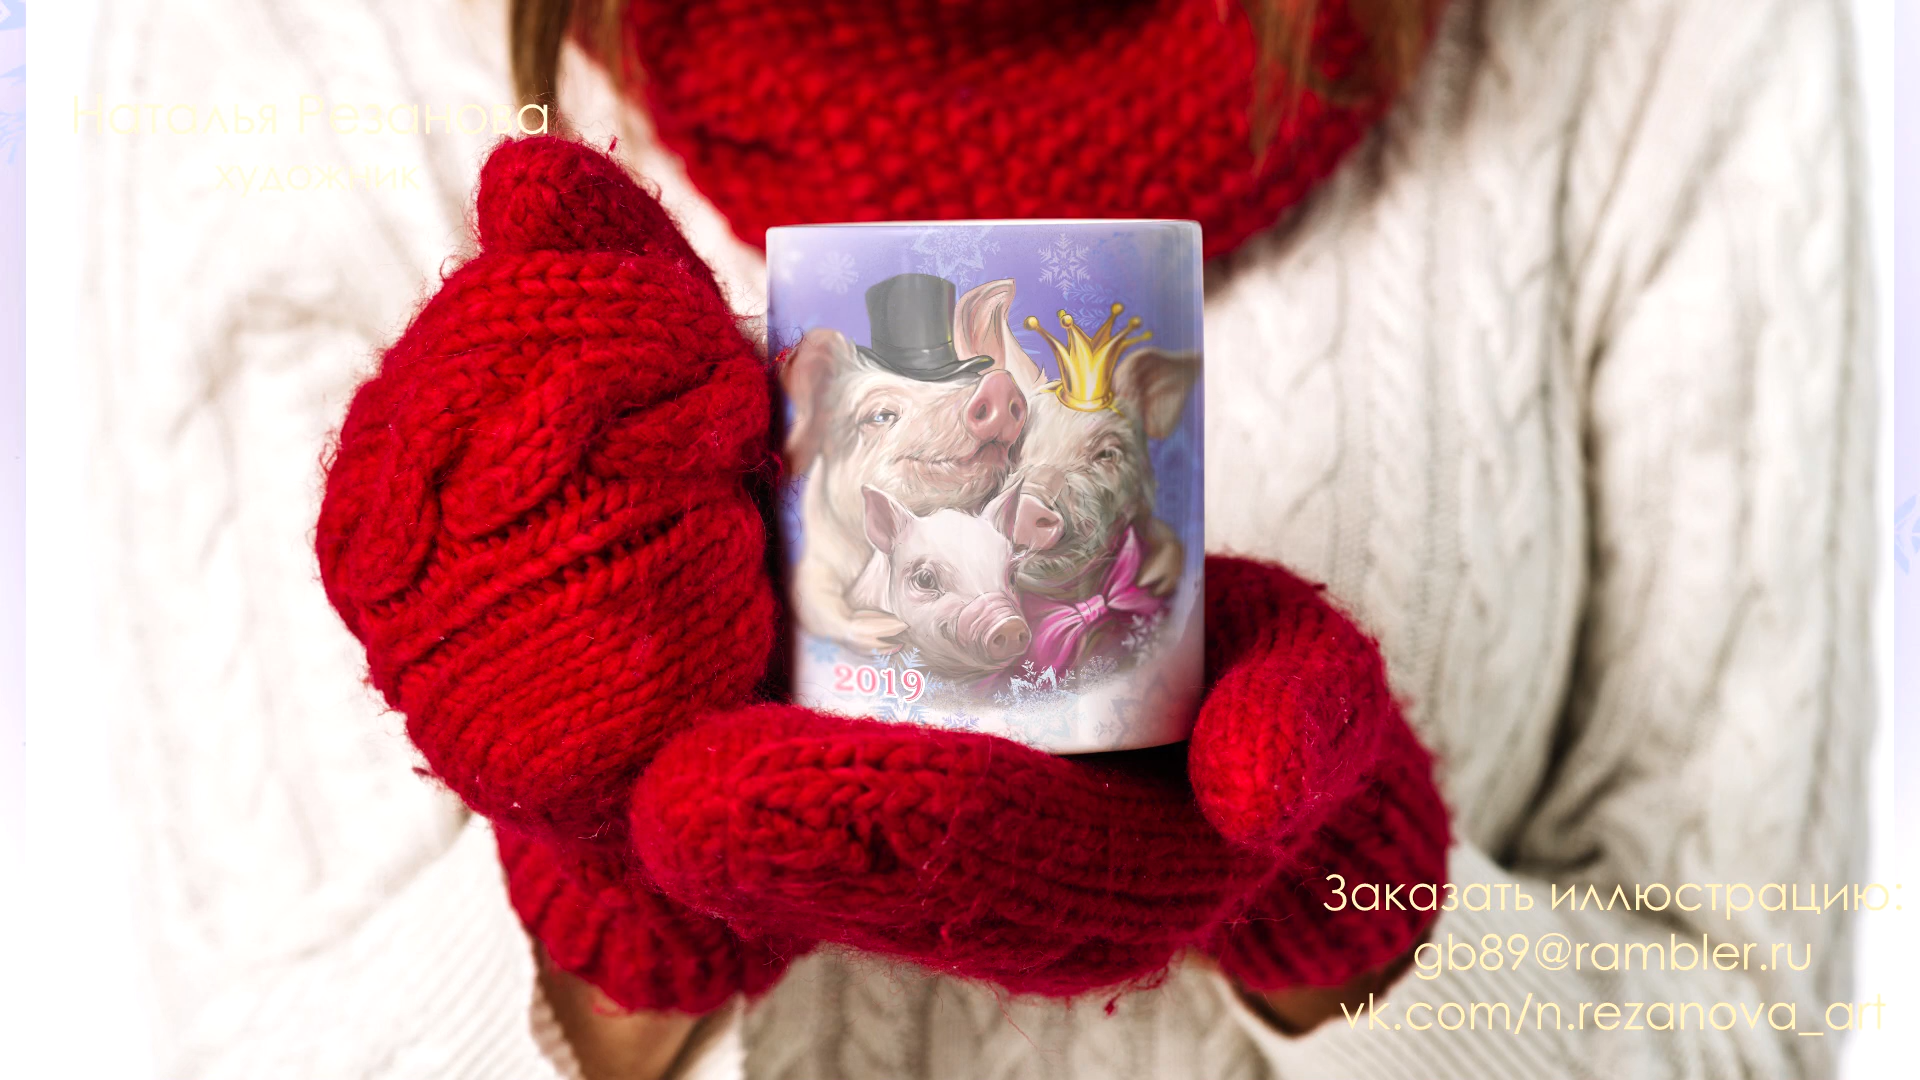 Наталья Резанова
художник
2019
Заказать иллюстрацию:
gb89@rambler.ru
vk.com/n.rezanova_art